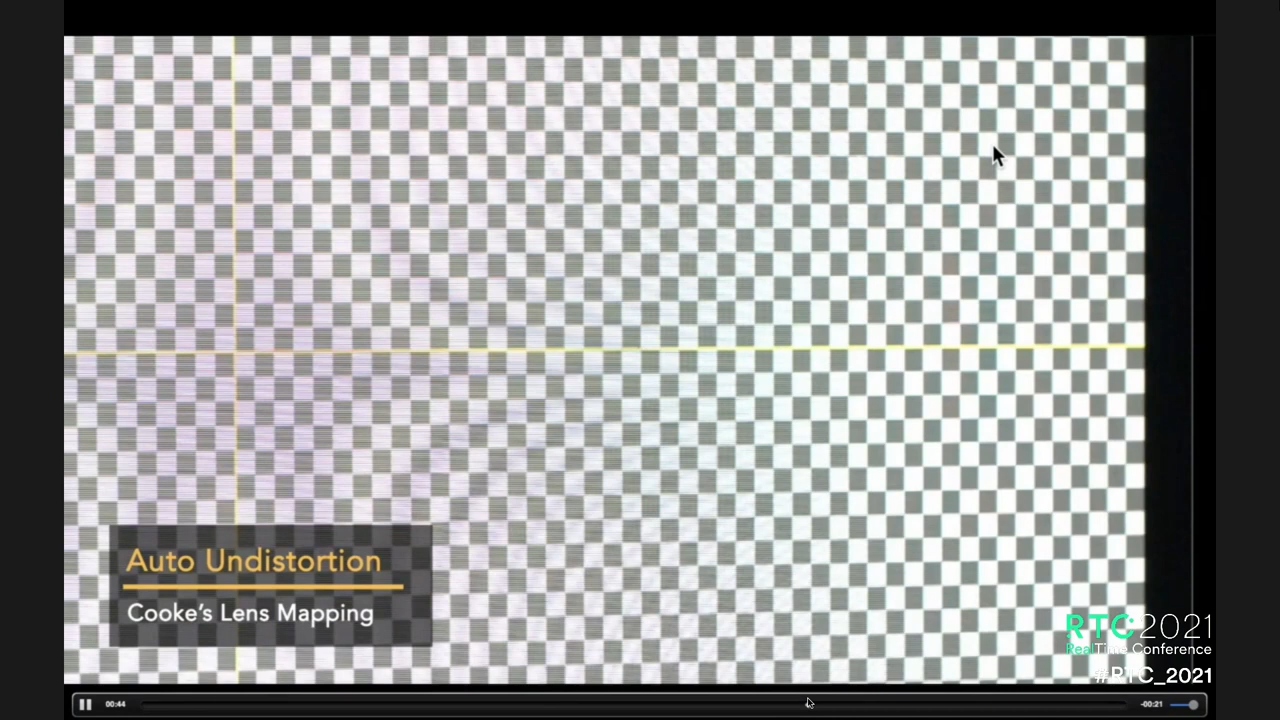 Auto Undistortion
Cooke's Lens Mapping
RTC2021
RealTime Conference
#RTC_2021
00:44
-00:21